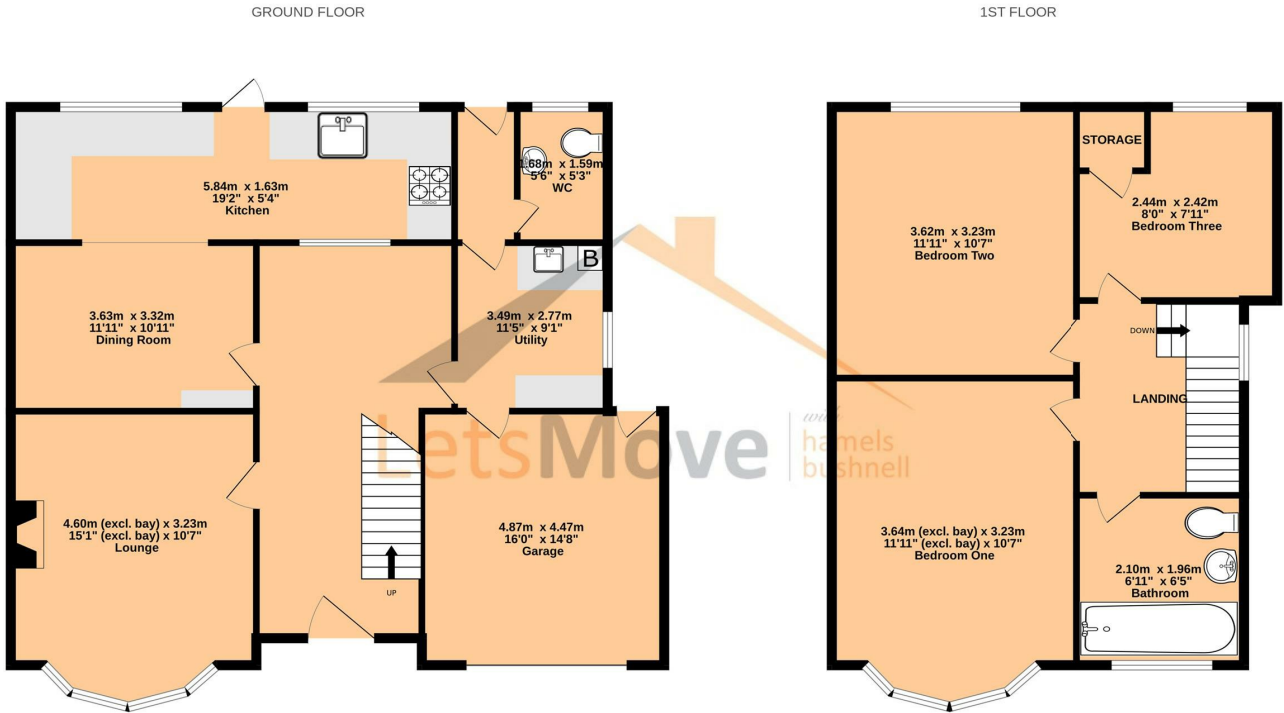 GROUND FLOOR
5.84m x 1.63m
19'2" x 5'4"
Kitchen
1.68m x 1.59m
5'6" x 5'3"
WC
3.63m x 3.32m
11'11" x 10'11"
Dining Room
B
3.49m x 2.77m
11'5" x 9'1"
Utility
4.60m (excl. bay) x 3.23m
15'1" (excl. bay) x 10'7"
Lounge
UP
4.87m x 4.47m
16'0" x 14'8"
Garage
LetsMove
with
hamels
bushnell
1ST FLOOR
STORAGE
3.62m x 3.23m
11'11" x 10'7"
Bedroom Two
2.44m x 2.42m
8'0" x 7'11"
Bedroom Three
DOWN
LANDING
3.64m (excl. bay) x 3.23m
11'11" (excl. bay) x 10'7"
Bedroom One
2.10m x 1.96m
6'11" x 6'5"
Bathroom